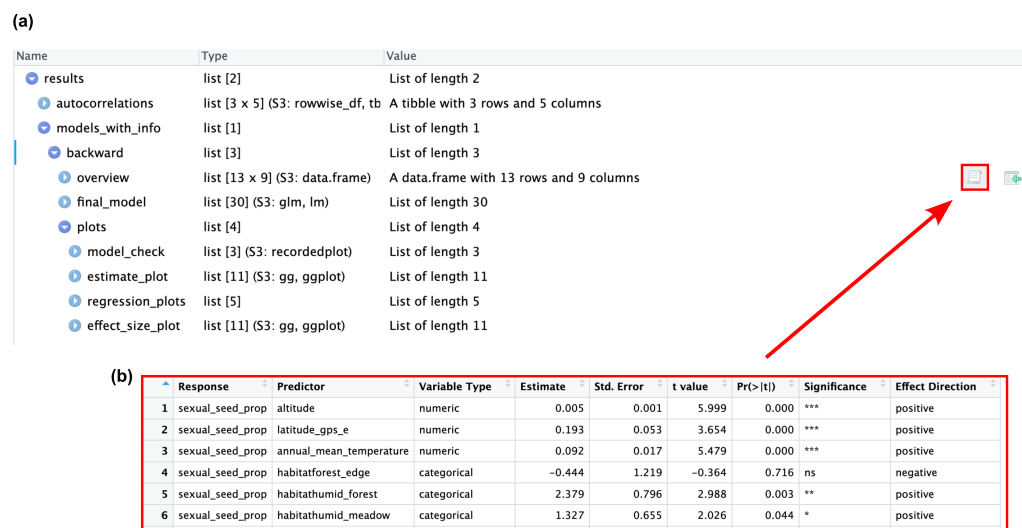 (a)
Name Type Value
results list [2] List of length 2
autocorrelations list [3 x 5] (S3: rowwise_df, tb A tibble with 3 rows and 5 columns
models_with_info list [1] List of length 1
backward list [3] List of length 3
overview list [13 x 9] (S3: data.frame) A data.frame with 13 rows and 9 columns
final_model list [30] (S3: glm, lm) List of length 30
plots list [4] List of length 4
model_check list [3] (S3: recordedplot) List of length 3
estimate_plot list [11] (S3: gg, ggplot) List of length 11
regression_plots list [5] List of length 5
effect_size_plot list [11] (S3: gg, ggplot) List of length 11
(b)
Response Predictor Variable Type Estimate Std. Error t value Pr(>|t|) Significance Effect Direction
1 sexual_seed_prop altitude numeric 0.005 0.001 5.999 0.000 *** positive
2 sexual_seed_prop latitude_gps_e numeric 0.193 0.053 3.654 0.000 *** positive
3 sexual_seed_prop annual_mean_temperature numeric 0.092 0.017 5.479 0.000 *** positive
4 sexual_seed_prop habitatforest_edge categorical −0.444 1.219 −0.364 0.716 ns negative
5 sexual_seed_prop habitathumid_forest categorical 2.379 0.796 2.988 0.003 ** positive
6 sexual_seed_prop habitathumid_meadow categorical 1.327 0.655 2.026 0.044 * positive